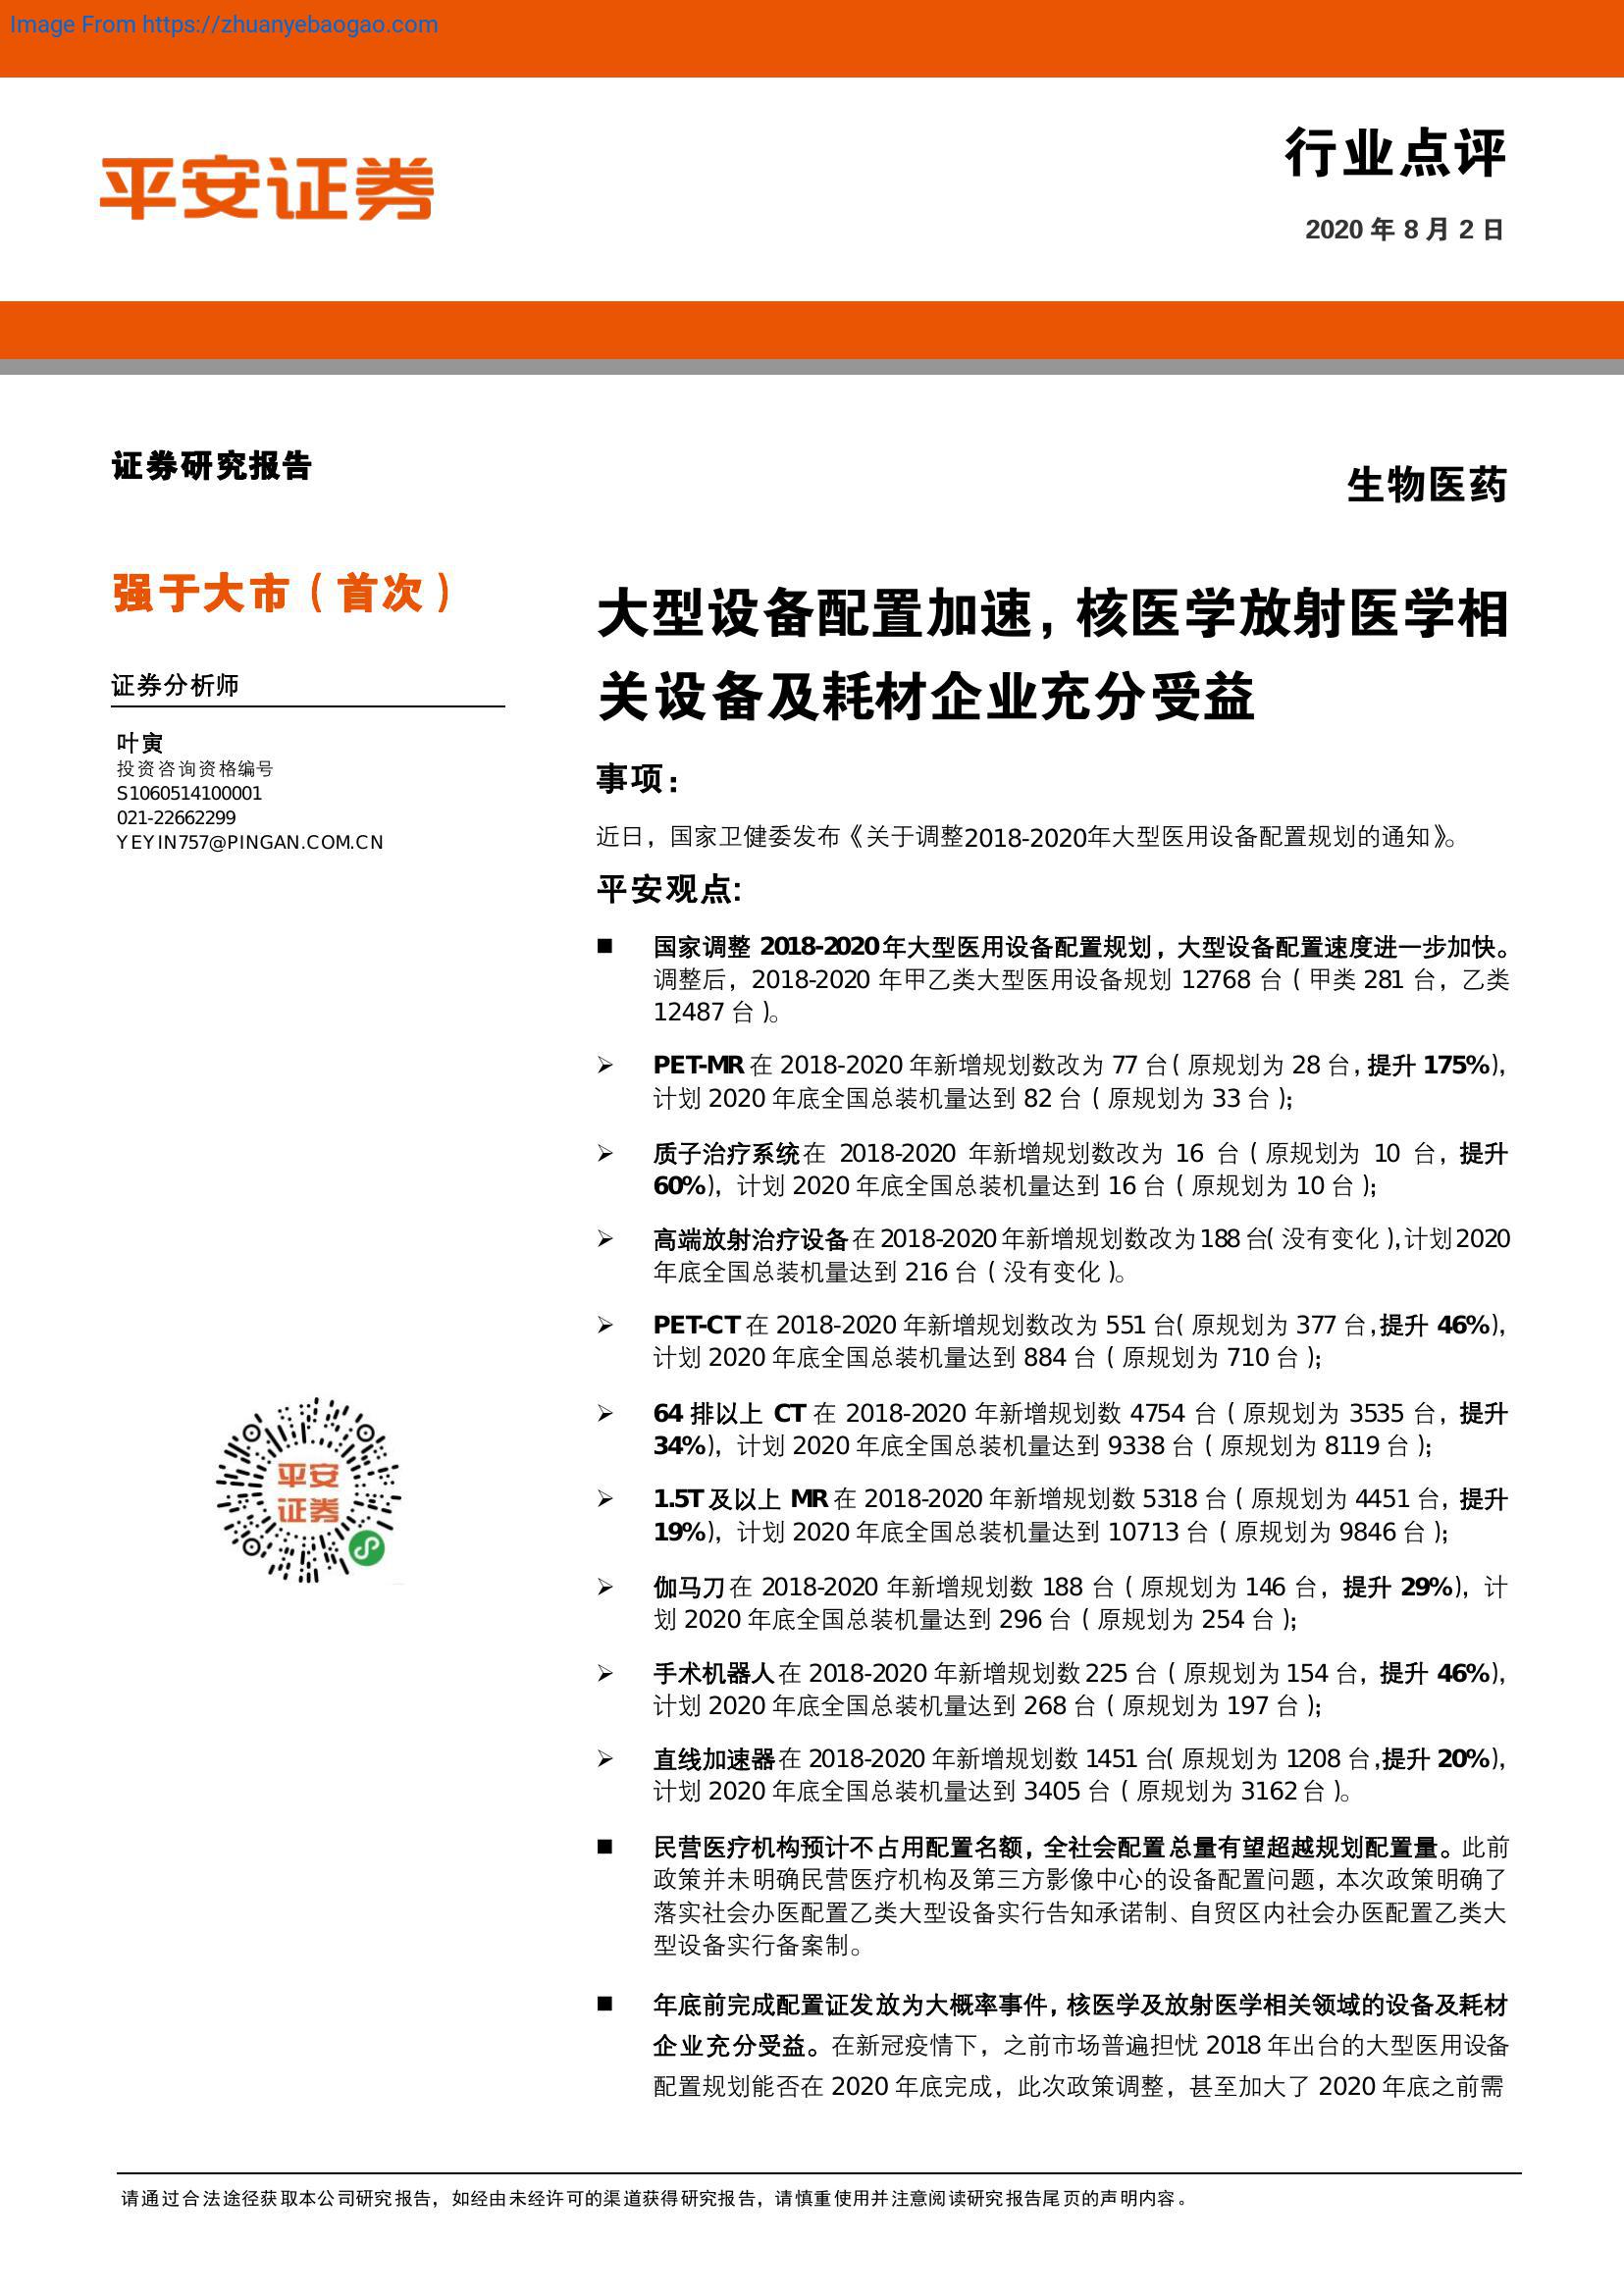 Image From https://zhuanyebaogao.com
平安证券
行业点评
2020 年 8 月 2 日
证券研究报告
生物医药
强于大市（首次）
证券分析师
叶寅
投资咨询资格编号
S1060514100001
021-22662299
YEYIN757@PINGAN.COM.CN
平安
证券
大型设备配置加速，核医学放射医学相
关设备及耗材企业充分受益
事项：
近日，国家卫健委发布《关于调整2018-2020年大型医用设备配置规划的通知》。
平安观点:
■ 国家调整 2018-2020年大型医用设备配置规划，大型设备配置速度进一步加快。
调整后，2018-2020 年甲乙类大型医用设备规划 12768 台（甲类 281 台，乙类
12487 台）。
➢ PET-MR 在 2018-2020 年新增规划数改为 77 台（原规划为 28 台，提升 175%），
计划 2020 年底全国总装机量达到 82 台（原规划为 33 台）；
➢ 质子治疗系统在 2018-2020 年新增规划数改为 16 台（原规划为 10 台，提升
60%），计划 2020 年底全国总装机量达到 16 台（原规划为 10 台）；
➢ 高端放射治疗设备在 2018-2020 年新增规划数改为 188 台（没有变化），计划 2020
年底全国总装机量达到 216 台（没有变化）。
➢ PET-CT 在 2018-2020 年新增规划数改为 551 台（原规划为 377 台，提升 46%），
计划 2020 年底全国总装机量达到 884 台（原规划为 710 台）；
➢ 64 排以上 CT 在 2018-2020 年新增规划数 4754 台（原规划为 3535 台，提升
34%），计划 2020 年底全国总装机量达到 9338 台（原规划为 8119 台）；
➢ 1.5T 及以上 MR 在 2018-2020 年新增规划数 5318 台（原规划为 4451 台，提升
19%），计划 2020 年底全国总装机量达到 10713 台（原规划为 9846 台）；
➢ 伽马刀在 2018-2020 年新增规划数 188 台（原规划为 146 台，提升 29%），计
划 2020 年底全国总装机量达到 296 台（原规划为 254 台）；
➢ 手术机器人在 2018-2020 年新增规划数 225 台（原规划为 154 台，提升 46%），
计划 2020 年底全国总装机量达到 268 台（原规划为 197 台）；
➢ 直线加速器在 2018-2020 年新增规划数 1451 台（原规划为 1208 台，提升 20%），
计划 2020 年底全国总装机量达到 3405 台（原规划为 3162 台）。
■ 民营医疗机构预计不占用配置名额，全社会配置总量有望超越规划配置量。此前
政策并未明确民营医疗机构及第三方影像中心的设备配置问题，本次政策明确了
落实社会办医配置乙类大型设备实行告知承诺制、自贸区内社会办医配置乙类大
型设备实行备案制。
■ 年底前完成配置证发放为大概率事件，核医学及放射医学相关领域的设备及耗材
企业充分受益。在新冠疫情下，之前市场普遍担忧 2018 年出台的大型医用设备
配置规划能否在 2020 年底完成，此次政策调整，甚至加大了 2020 年底之前需
请通过合法途径获取本公司研究报告，如经由未经许可的渠道获得研究报告，请慎重使用并注意阅读研究报告尾页的声明内容。